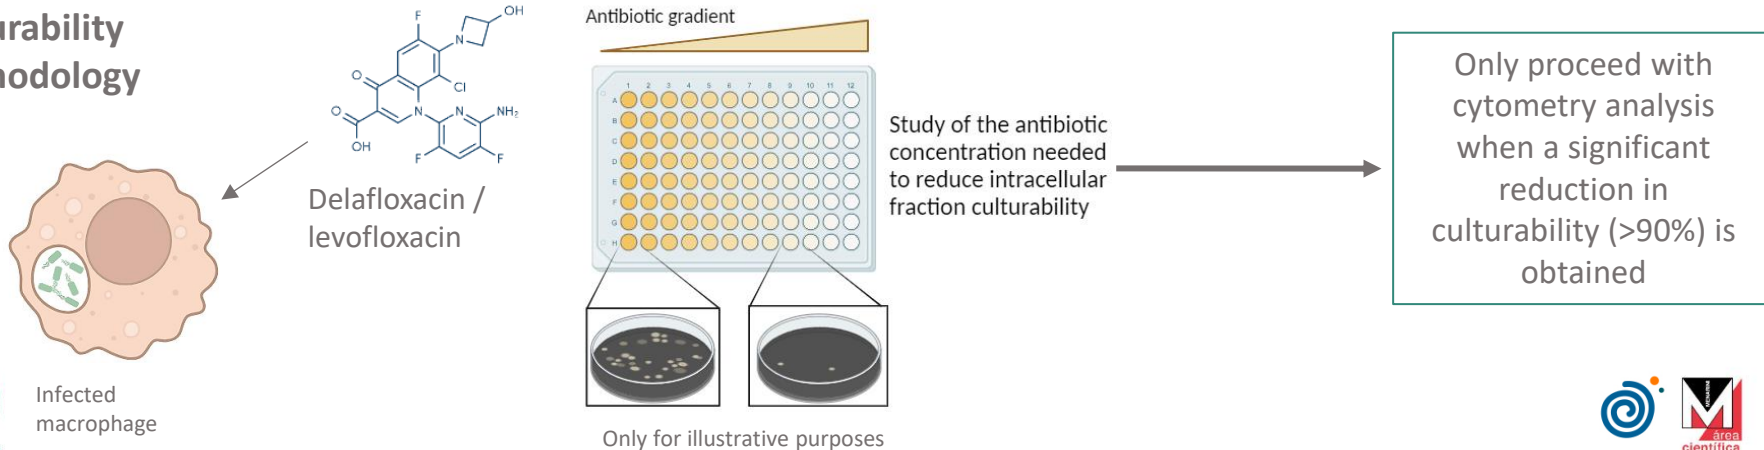 urability
nodology
F
OH
N
O
Cl
O
N
N
NH₂
OH
F
F
Delafloxacin /
levofloxacin
Infected
macrophage
Antibiotic gradient
1 2 3 4 5 6 7 8 9 10 11 12
A
B
C
D
E
F
G
H
Only for illustrative purposes
Study of the antibiotic
concentration needed
to reduce intracellular
fraction culturability
Only proceed with
cytometry analysis
when a significant
reduction in
culturability (>90%) is
obtained
MENARINI
área
científica